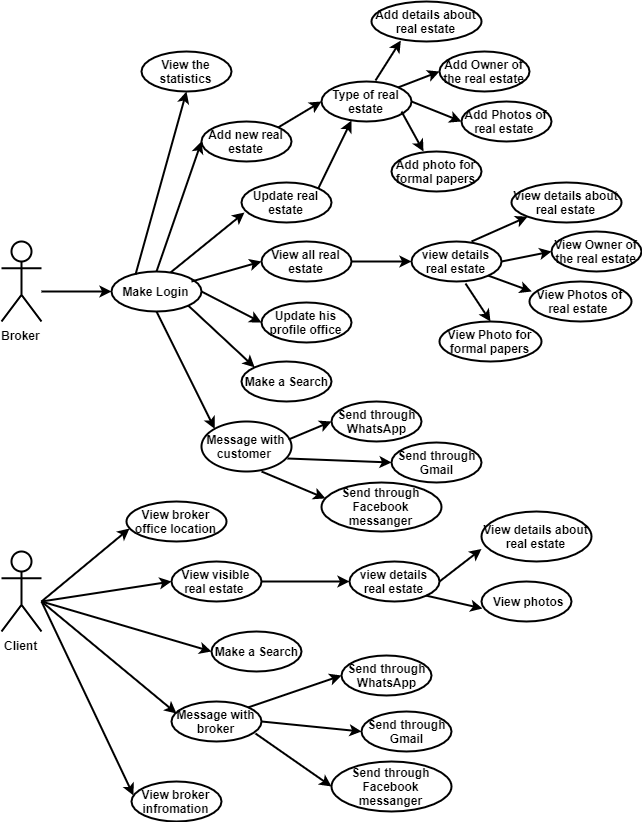 Add details about
real estate
View the
statistics
Add Owner of
the real estate
Type of real
estate
Add Photos of
real estate
Add new real
estate
Add photo for
formal papers
Update real
estate
View details about
real estate
View all real
estate
view details
real estate
View Owner of
the real estate
Make Login
View Photos of
real estate
Broker
Update his
profile office
View Photo for
formal papers
Make a Search
Send through
WhatsApp
Message with
customer
Send through
Gmail
Send through
Facebook
messanger
View broker
office location
View details about
real estate
View visible
real estate
view details
real estate
View photos
Client
Make a Search
Send through
WhatsApp
Message with
broker
Send through
Gmail
Send through
Facebook
messanger
View broker
infromation